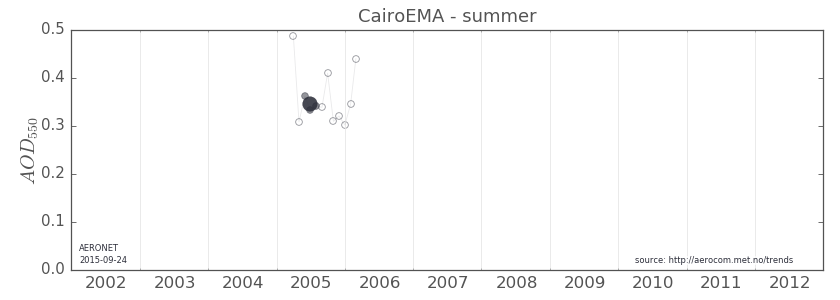 CairoEMA - summer
0.5
0.4
0.3
0.2
0.1
0.0
AOD550
AERONET
2015-09-24
source: http://aerocom.met.no/trends
2002 2003 2004 2005 2006 2007 2008 2009 2010 2011 2012